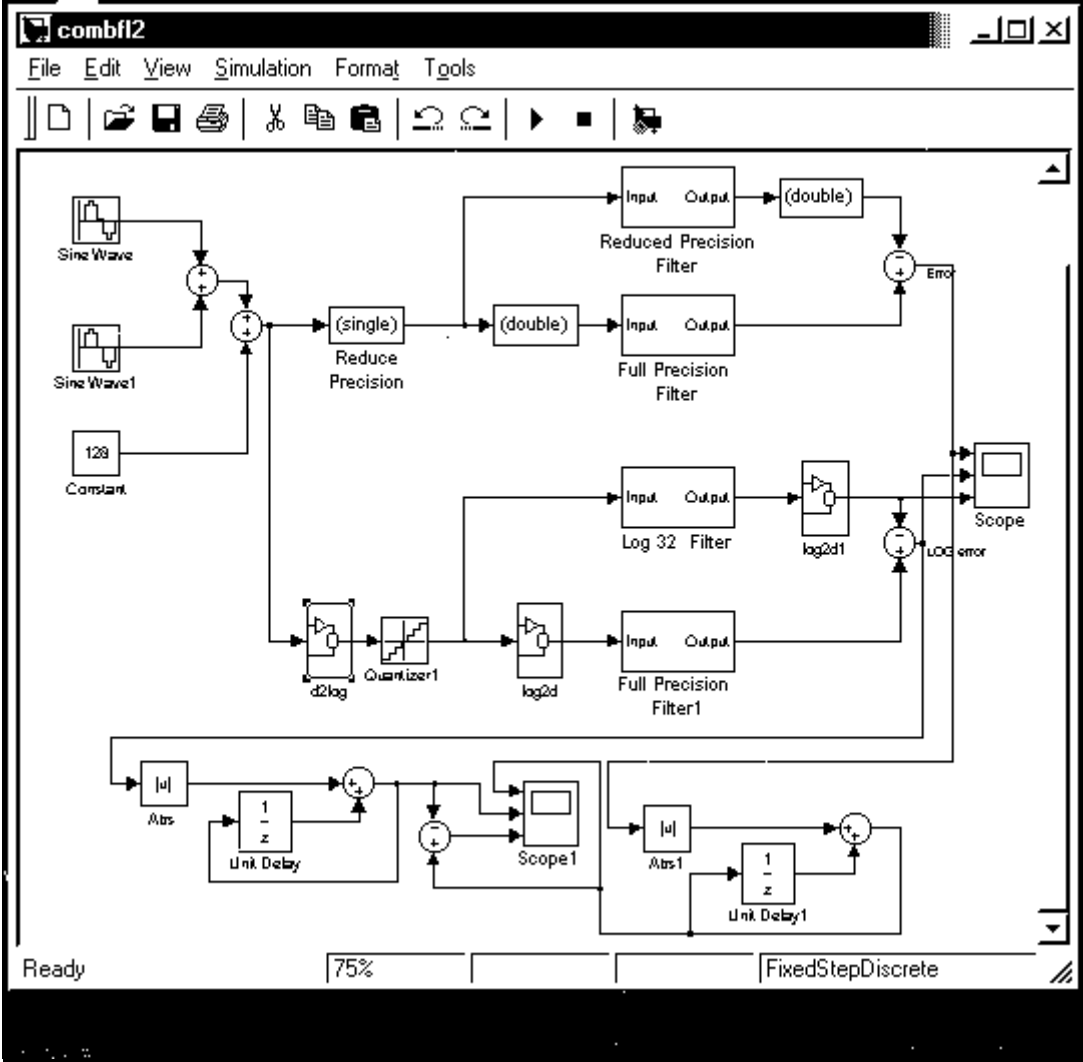 combfl2
File Edit View Simulation Format Tools
Sine Wave
+
+
Sine Wave1
+
+
128
Constant
(single)
Reduce
Precision
Input Output
Reduced Precision
Filter
(double)
−
+
Error
(double)
Input Output
Full Precision
Filter
Input Output
Log 32 Filter
log2d1
−
+
LOG error
Scope
d2log
Quantizer1
log2d
Input Output
Full Precision
Filter1
|u|
Abs
+
+
1
z
Unit Delay
−
+
Scope1
|u|
Abs1
+
+
1
z
Unit Delay1
Ready 75% FixedStepDiscrete